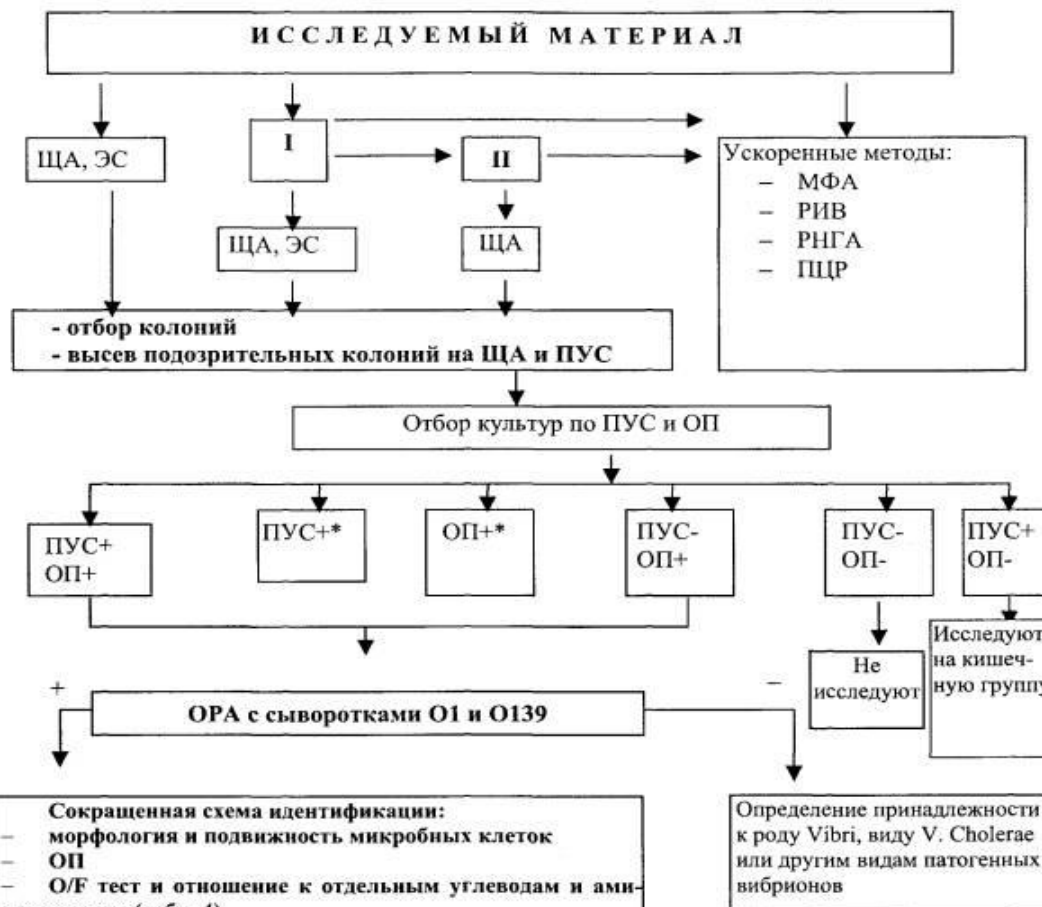 ИССЛЕДУЕМЫЙ МАТЕРИАЛ
ЩА, ЭС
I
II
ЩА, ЭС
ЩА
Ускоренные методы:
– МФА
– РИВ
– РНГА
– ПЦР
- отбор колоний
- высев подозрительных колоний на ЩА и ПУС
Отбор культур по ПУС и ОП
ПУС+
ОП+
ПУС+*
ОП+*
ПУС-
ОП+
ПУС-
ОП-
ПУС+
ОП-
Не
исследуют
Исследуют
на кишеч-
ную группу
+
–
ОРА с сыворотками О1 и О139
Сокращенная схема идентификации:
– морфология и подвижность микробных клеток
– ОП
– O/F тест и отношение к отдельным углеводам и ами-
Определение принадлежности
к роду Vibri, виду V. Cholerae
или другим видам патогенных
вибрионов